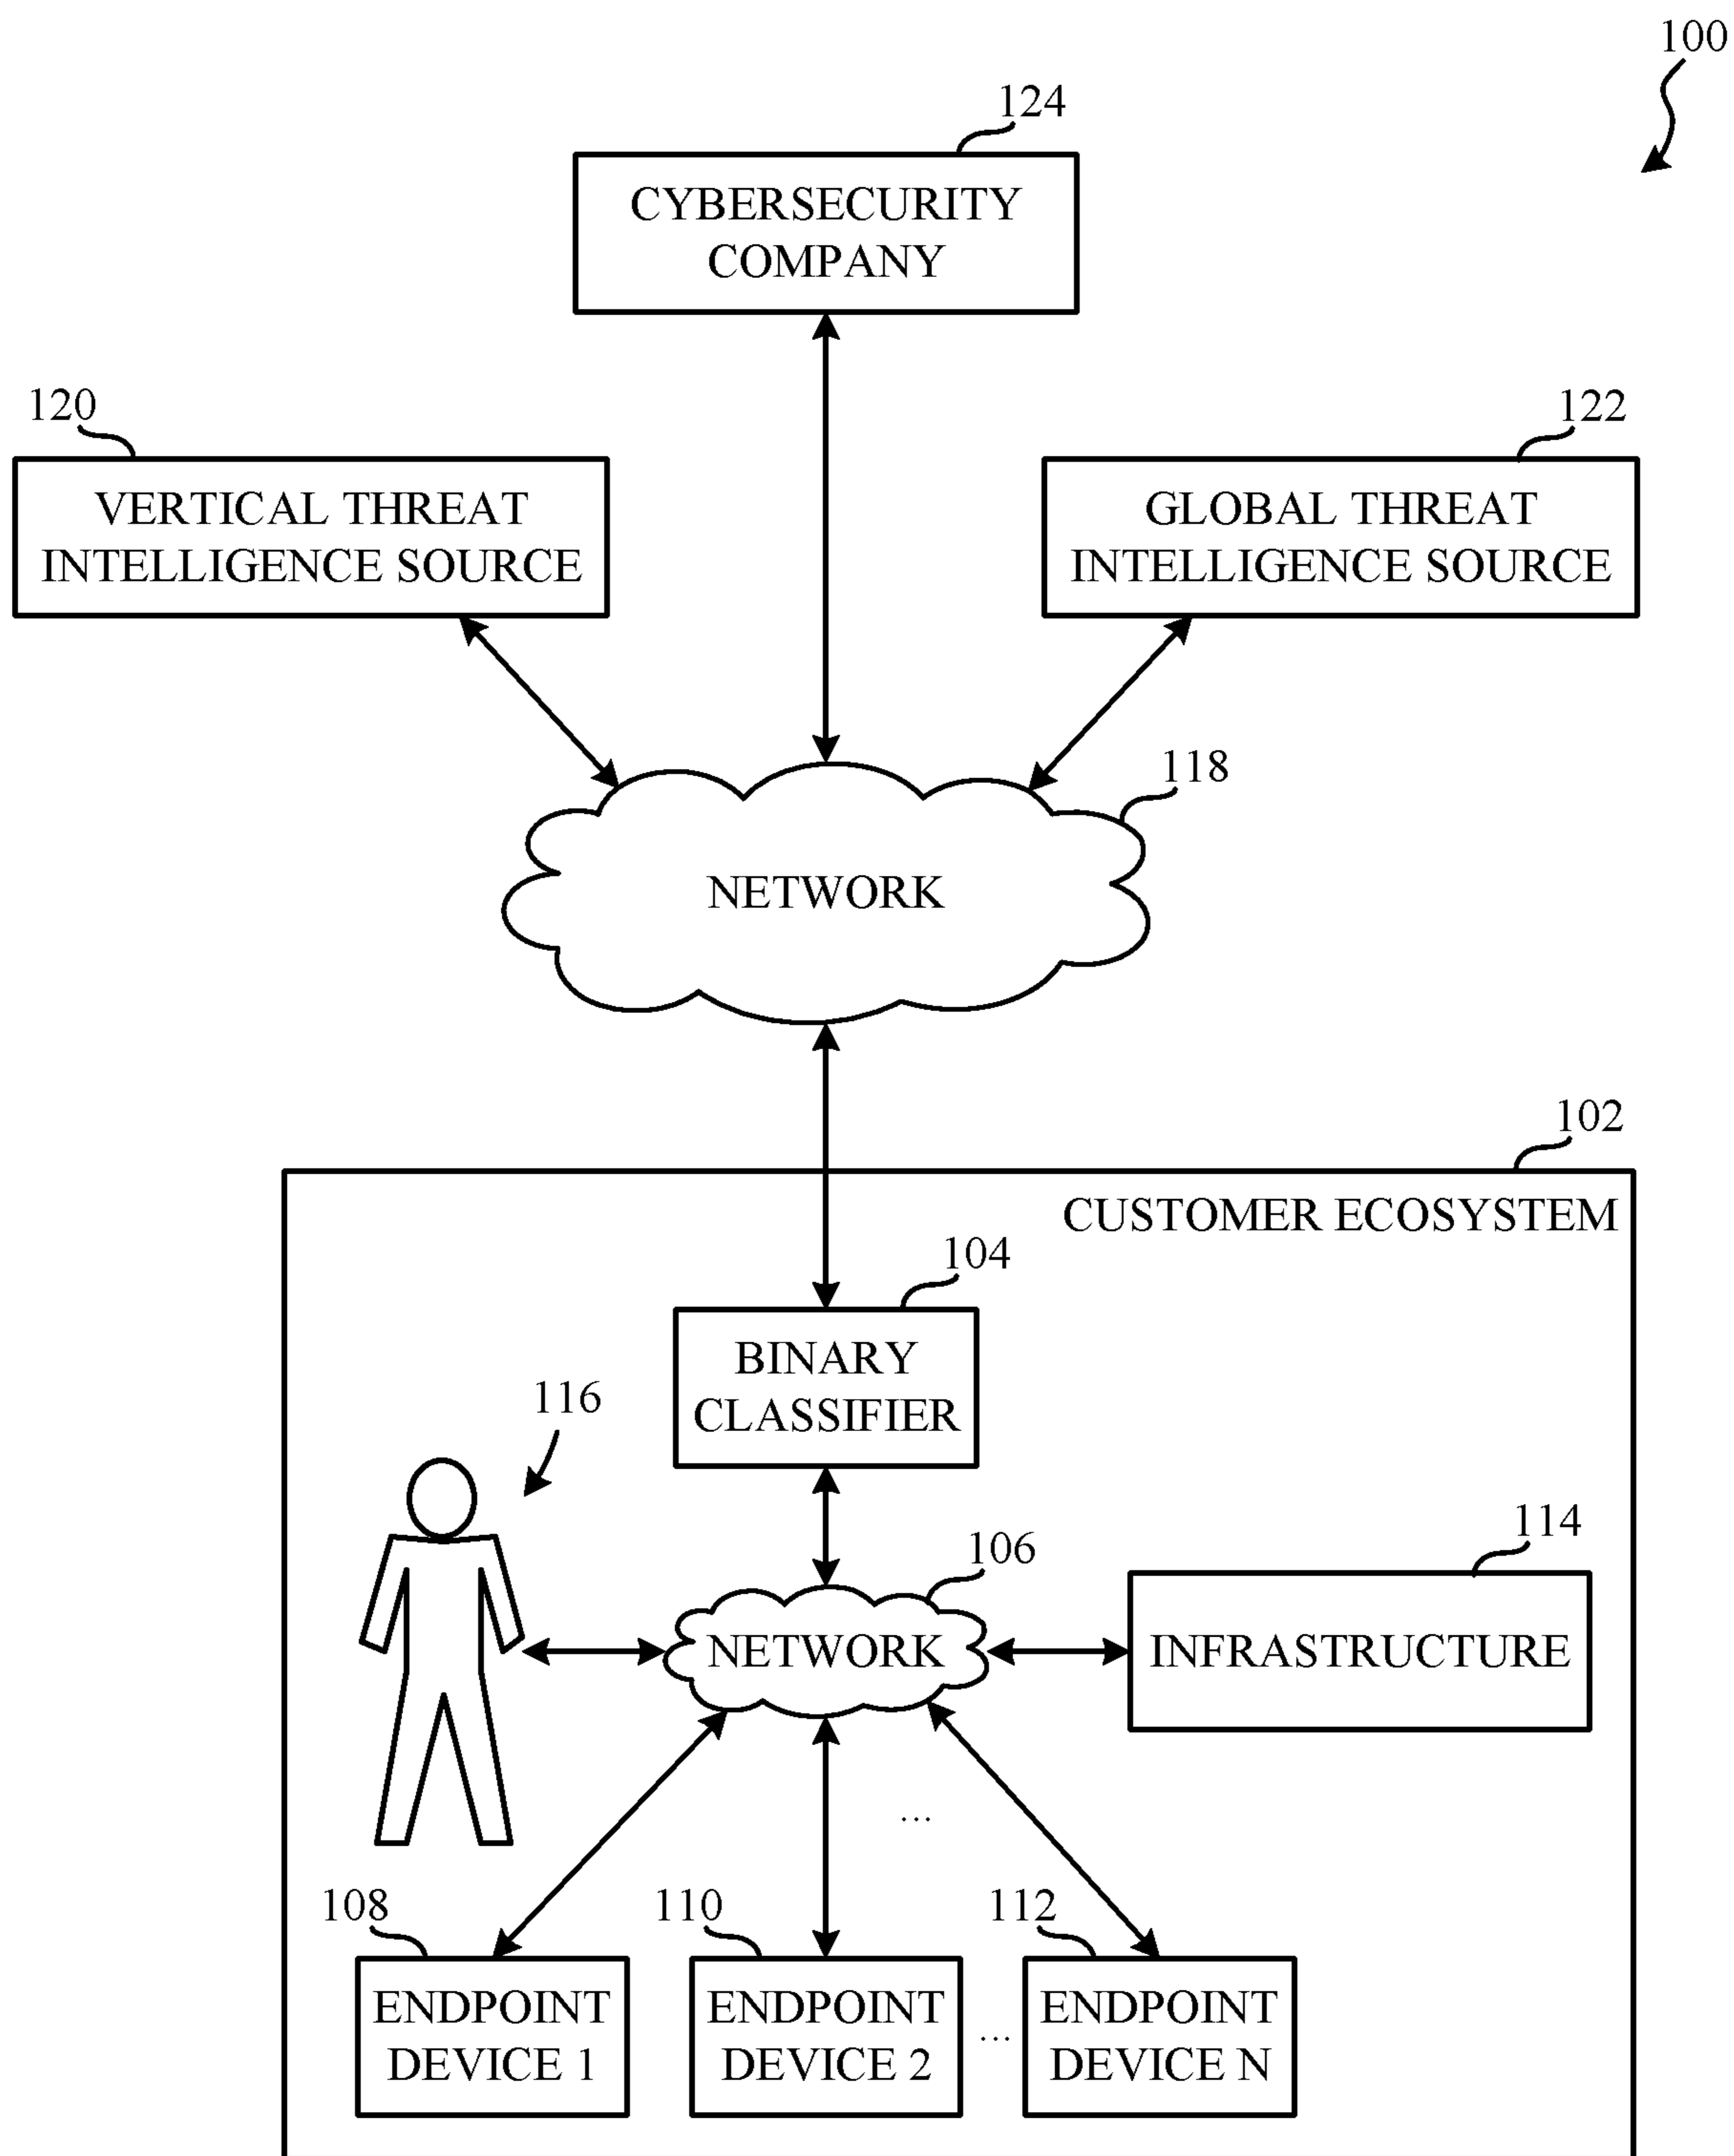 100
124
CYBERSECURITY
COMPANY
120
122
VERTICAL THREAT
INTELLIGENCE SOURCE
GLOBAL THREAT
INTELLIGENCE SOURCE
118
NETWORK
102
CUSTOMER ECOSYSTEM
104
BINARY
CLASSIFIER
116
106
114
NETWORK
INFRASTRUCTURE
...
108
110
112
ENDPOINT
DEVICE 1
ENDPOINT
DEVICE 2
...
ENDPOINT
DEVICE N